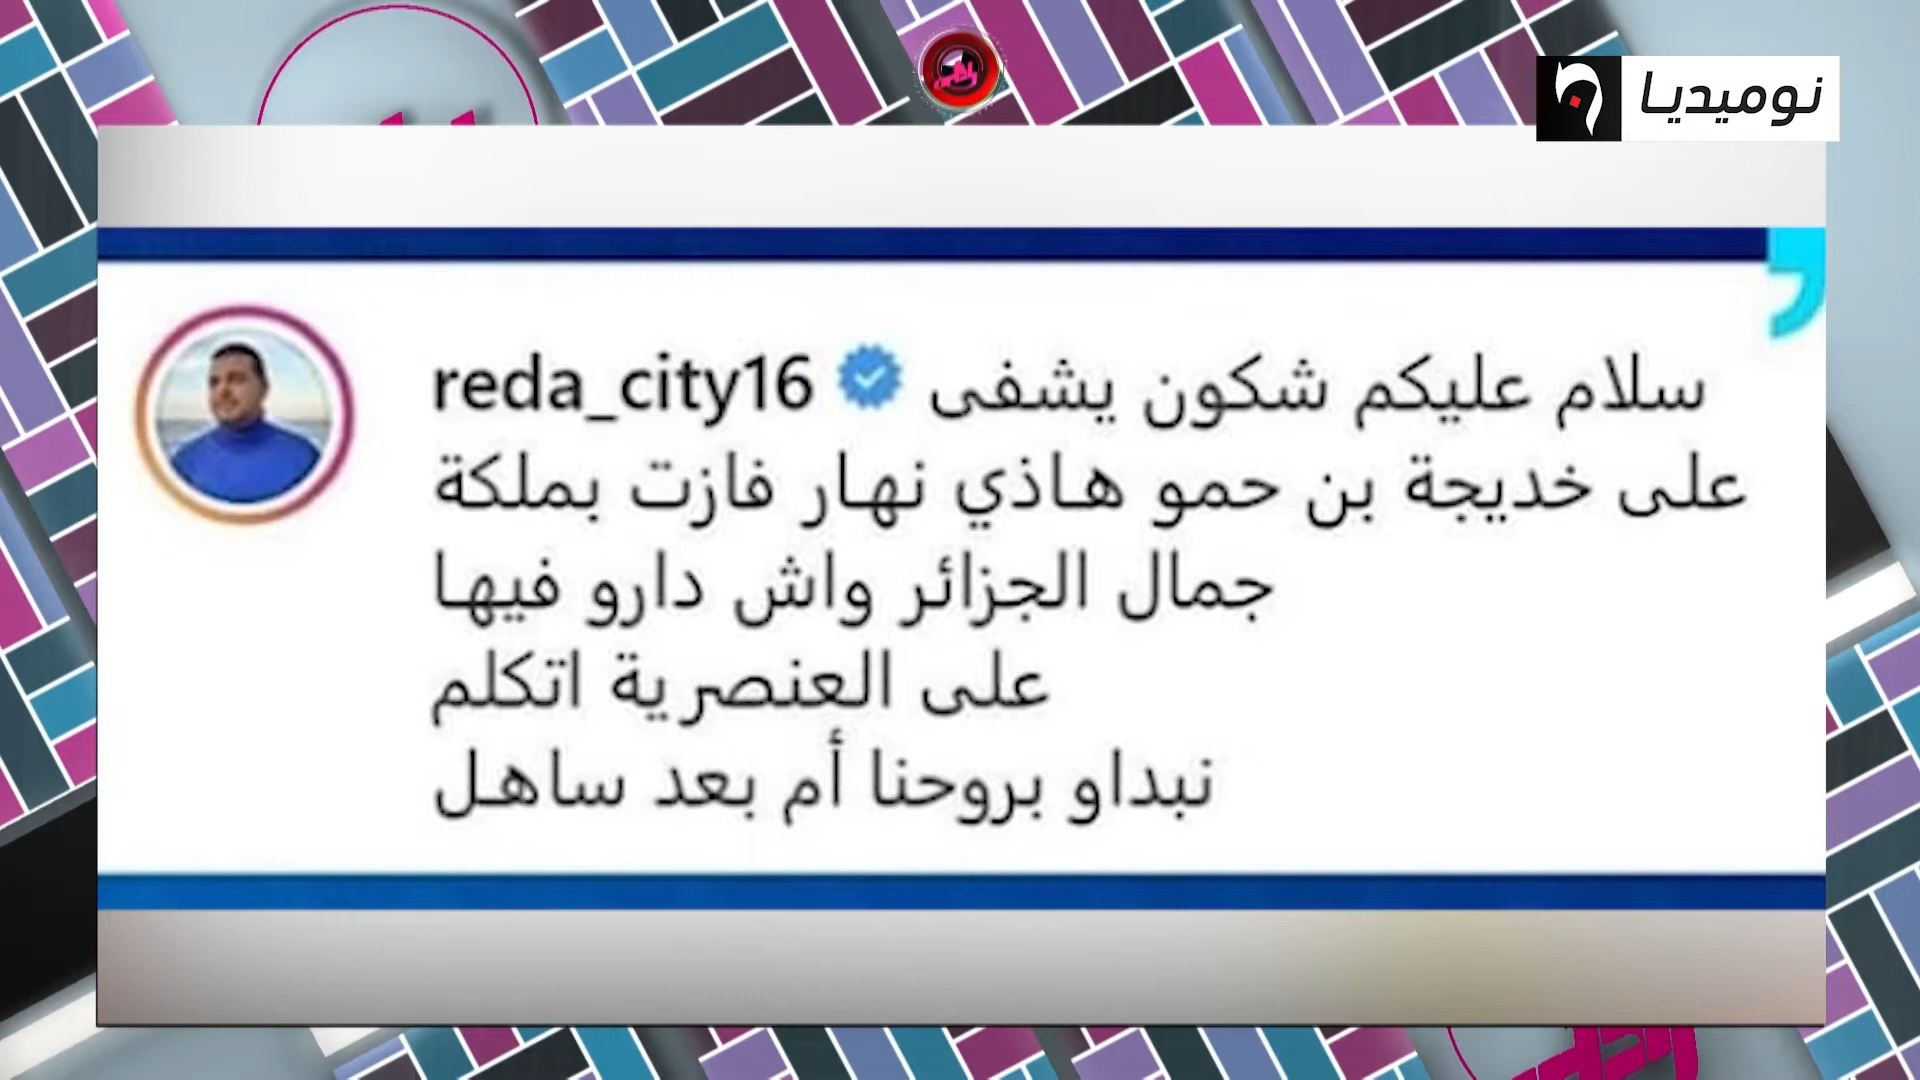 نوميديا
reda_city16 سلام عليكم شكون يشفى
على خديجة بن حمو هاذي نهار فازت بملكة
جمال الجزائر واش دارو فيها
على العنصرية اتكلم
نبداو بروحنا أم بعد ساهل